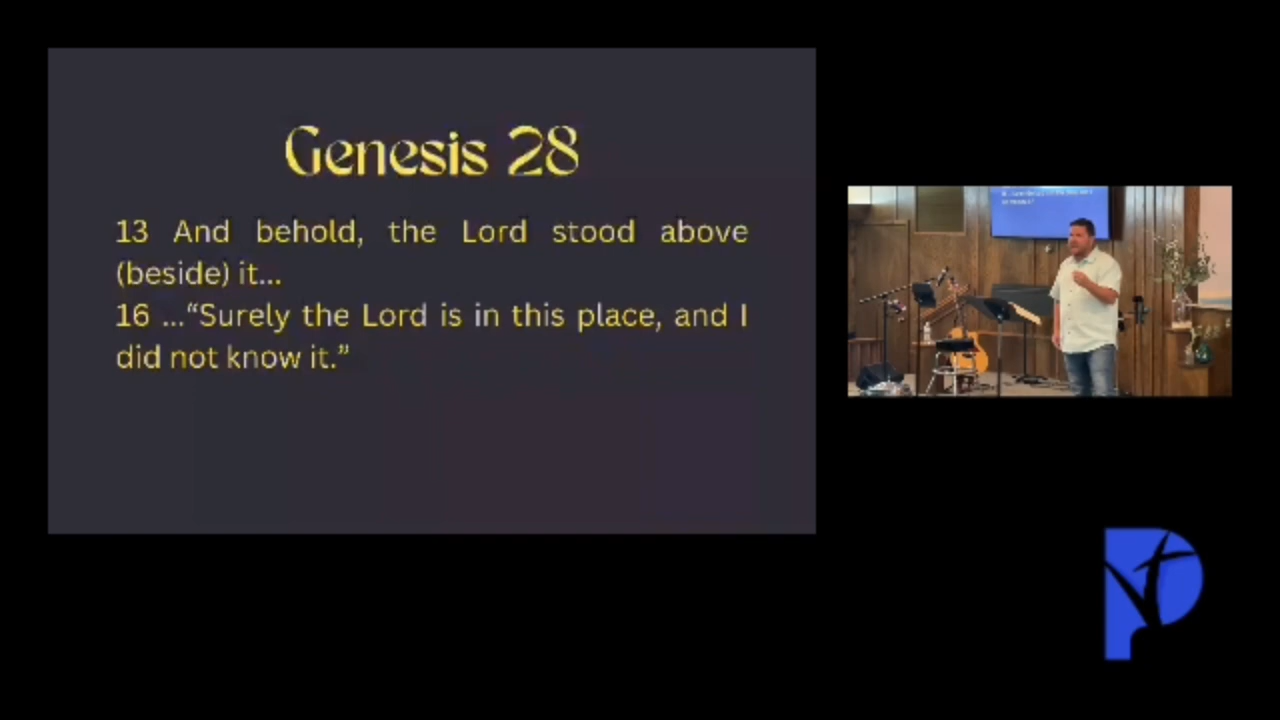 Genesis 28
13 And behold, the Lord stood above
(beside) it...
16 ...“Surely the Lord is in this place, and I
did not know it.”